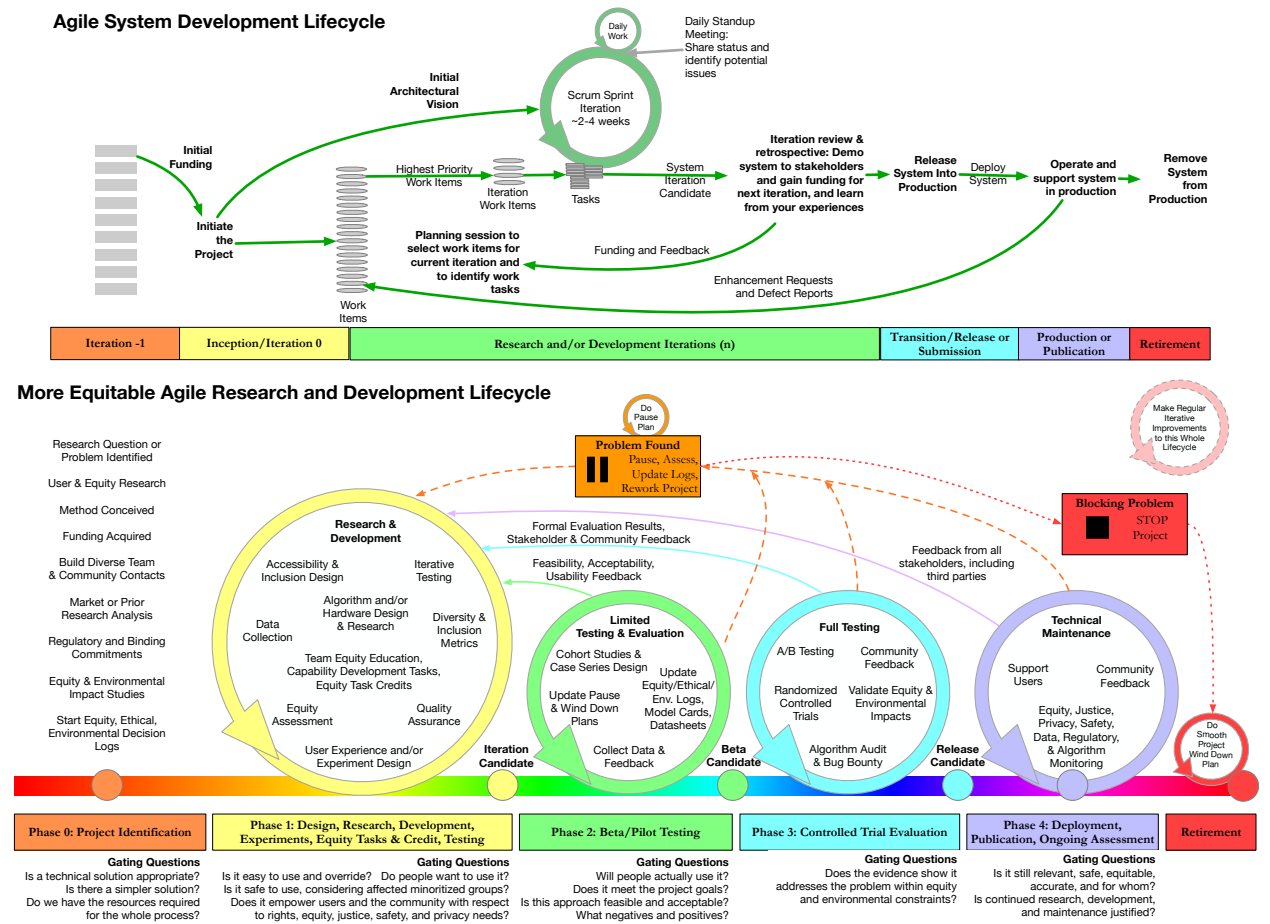 Agile System Development Lifecycle
Daily
Work
Daily Standup
Meeting:
Share status and
identify potential
issues
Initial
Architectural
Vision
Scrum Sprint
Iteration
~2-4 weeks
Initial
Funding
Initiate
the
Project
Highest Priority
Work Items
Iteration
Work Items
Tasks
System
Iteration
Candidate
Iteration review &
retrospective: Demo
system to stakeholders
and gain funding for
next iteration, and learn
from your experiences
Release
System Into
Production
Deploy
System
Operate and
support system
in production
Remove
System
from
Production
Planning session to
select work items for
current iteration and
to identify work
tasks
Funding and Feedback
Enhancement Requests
and Defect Reports
Work
Items
Iteration -1
Inception/Iteration 0
Research and/or Development Iterations (n)
Transition/Release or
Submission
Production or
Publication
Retirement
More Equitable Agile Research and Development Lifecycle
Research Question or
Problem Identified
User & Equity Research
Method Conceived
Funding Acquired
Build Diverse Team
& Community Contacts
Market or Prior
Research Analysis
Regulatory and Binding
Commitments
Equity & Environmental
Impact Studies
Start Equity, Ethical,
Environmental Decision
Logs
Do
Pause
Plan
Problem Found
Pause, Assess,
Update Logs,
Rework Project
Make Regular
Iterative
Improvements
to this Whole
Lifecycle
Blocking Problem
STOP
Project
Research &
Development
Accessibility &
Inclusion Design
Iterative
Testing
Algorithm and/or
Hardware Design
& Research
Data
Collection
Diversity &
Inclusion
Metrics
Team Equity Education,
Capability Development Tasks,
Equity Task Credits
Equity
Assessment
Quality
Assurance
User Experience and/or
Experiment Design
Formal Evaluation Results,
Stakeholder & Community Feedback
Feasibility, Acceptability,
Usability Feedback
Feedback from all
stakeholders, including
third parties
Iteration
Candidate
Limited
Testing & Evaluation
Cohort Studies &
Case Series Design
Update Pause
& Wind Down
Plans
Update
Equity/Ethical/
Env. Logs,
Model Cards,
Datasheets
Collect Data &
Feedback
Beta
Candidate
Full Testing
A/B Testing
Community
Feedback
Randomized
Controlled
Trials
Validate Equity &
Environmental
Impacts
Algorithm Audit
& Bug Bounty
Release
Candidate
Technical
Maintenance
Support
Users
Community
Feedback
Equity, Justice,
Privacy, Safety,
Data, Regulatory,
& Algorithm
Monitoring
Do
Smooth
Project
Wind Down
Plan
Phase 0: Project Identification
Phase 1: Design, Research, Development,
Experiments, Equity Tasks & Credit, Testing
Phase 2: Beta/Pilot Testing
Phase 3: Controlled Trial Evaluation
Phase 4: Deployment,
Publication, Ongoing Assessment
Retirement
Gating Questions
Is a technical solution appropriate?
Is there a simpler solution?
Do we have the resources required
for the whole process?
Gating Questions
Is it easy to use and override? Do people want to use it?
Is it safe to use, considering affected minoritized groups?
Does it empower users and the community with respect
to rights, equity, justice, safety, and privacy needs?
Gating Questions
Will people actually use it?
Does it meet the project goals?
Is this approach feasible and acceptable?
What negatives and positives?
Gating Questions
Does the evidence show it
addresses the problem within equity
and environmental constraints?
Gating Questions
Is it still relevant, safe, equitable,
accurate, and for whom?
Is continued research, development,
and maintenance justified?